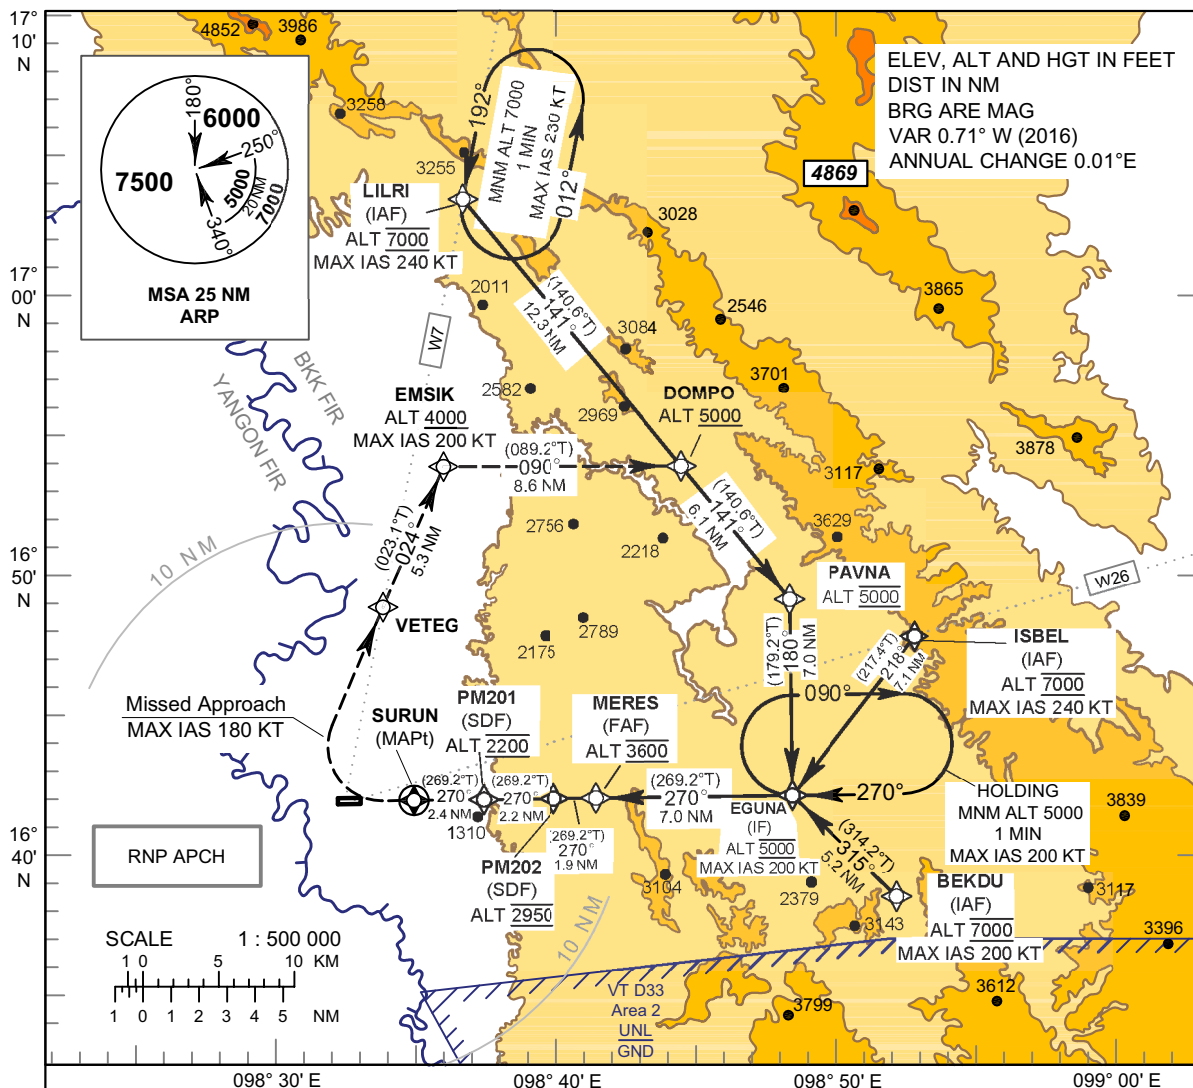 17°
10'
N
4852
3986
3258
3255
180°
6000
250°
7500
5000
20 NM
7000
340°
MSA 25 NM
ARP
192°
MNM ALT 7000
1 MIN
MAX IAS 230 KT
012°
LILRI
(IAF)
ALT 7000
MAX IAS 240 KT
ELEV, ALT AND HGT IN FEET
DIST IN NM
BRG ARE MAG
VAR 0.71° W (2016)
ANNUAL CHANGE 0.01°E
4869
3028
3865
2546
17°
00'
N
2011
W7
(140.6°T)
141°
12.3 NM
3084
3701
2582
2969
BKK FIR
YANGON FIR
EMSIK
ALT 4000
MAX IAS 200 KT
DOMPO
ALT 5000
3878
3117
(089.2°T)
090°
8.6 NM
(140.6°T)
141°
6.1 NM
2756
2218
3629
10 NM
(023.1°T)
024°
5.3 NM
16°
50'
N
PAVNA
ALT 5000
W26
VETEG
2789
2175
(179.2°T)
180°
7.0 NM
(217.4°T)
218°
7.1 NM
ISBEL
(IAF)
ALT 7000
MAX IAS 240 KT
090°
Missed Approach
MAX IAS 180 KT
SURUN
(MAPt)
PM201
(SDF)
ALT 2200
MERES
(FAF)
ALT 3600
(269.2°T)
270°
2.4 NM
(269.2°T)
270°
2.2 NM
(269.2°T)
270°
1.9 NM
(269.2°T)
270°
7.0 NM
270°
EGUNA
(IF)
ALT 5000
MAX IAS 200 KT
HOLDING
MNM ALT 5000
1 MIN
MAX IAS 200 KT
3839
1310
16°
40'
N
RNP APCH
PM202
(SDF)
ALT 2950
3104
2379
(314.2°T)
315°
5.2 NM
BEKDU
(IAF)
ALT 7000
MAX IAS 200 KT
3117
3143
3396
10 NM
SCALE
1 : 500 000
1 0 5 10 KM
1 0 1 2 3 4 5 NM
VT D33
Area 2
UNL
GND
3799
3612
098° 30' E
098° 40' E
098° 50' E
099° 00' E